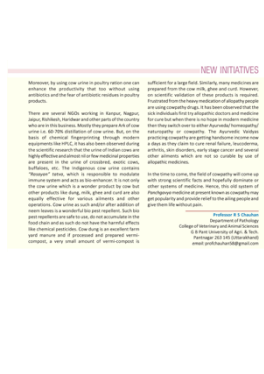 NEW INITIATIVES
Moreover, by using cow urine in poultry ration one can
enhance the productivity that too without using
antibiotics and the fear of antibiotic residues in poultry
products.
There are several NGOs working in Kanpur, Nagpur,
Jaipur, Rishikesh, Hardwar and other parts of the country
who are in this business. Mostly they prepare Ark of cow
urine i.e. 60-70% distillation of cow urine. But, on the
basis of chemical fingerprinting through modern
equipments like HPLC, it has also been observed during
the scientific research that the urine of Indian cows are
highly effective and almost nil or few medicinal properties
are present in the urine of crossbred, exotic cows,
buffaloes, etc. The indigenous cow urine contains
"Rasayan" tatva, which is responsible to modulate
immune system and acts as bio-enhancer. It is not only
the cow urine which is a wonder product by cow but
other products like dung, milk, ghee and curd are also
equally effective for various ailments and other
operations. Cow urine as such and/or after addition of
neem leaves is a wonderful bio pest repellent. Such bio
pest repellents are safe to use, do not accumulate in the
food chain and as such do not have the harmful effects
like chemical pesticides. Cow dung is an excellent farm
yard manure and if processed and prepared vermi-
compost, a very small amount of vermi-compost is
sufficient for a large field. Similarly, many medicines are
prepared from the cow milk, ghee and curd. However,
on scientific validation of these products is required.
Frustrated from the heavy medication of allopathy people
are using cowpathy drugs. It has been observed that the
sick individuals first try allopathic doctors and medicine
for cure but when there is no hope in modern medicine
then they switch over to either Ayurveda/ homoeopathy/
naturopathy or cowpathy. The Ayurvedic Vaidyas
practicing cowpathy are getting handsome income now
a days as they claim to cure renal failure, leucoderma,
arthritis, skin disorders, early stage cancer and several
other ailments which are not so curable by use of
allopathic medicines.
In the time to come, the field of cowpathy will come up
with strong scientific facts and hopefully dominate or
other systems of medicine. Hence, this old system of
Panchgavya medicine at present known as cowpathy may
get popularity and provide relief to the ailing people and
give them life without pain.
Professor R S Chauhan
Department of Pathology
College of Veterinary and Animal Sciences
G B Pant University of Agri. & Tech.
Pantnagar 263 145 (Uttarakhand)
email: profchauhan58@gmail.com